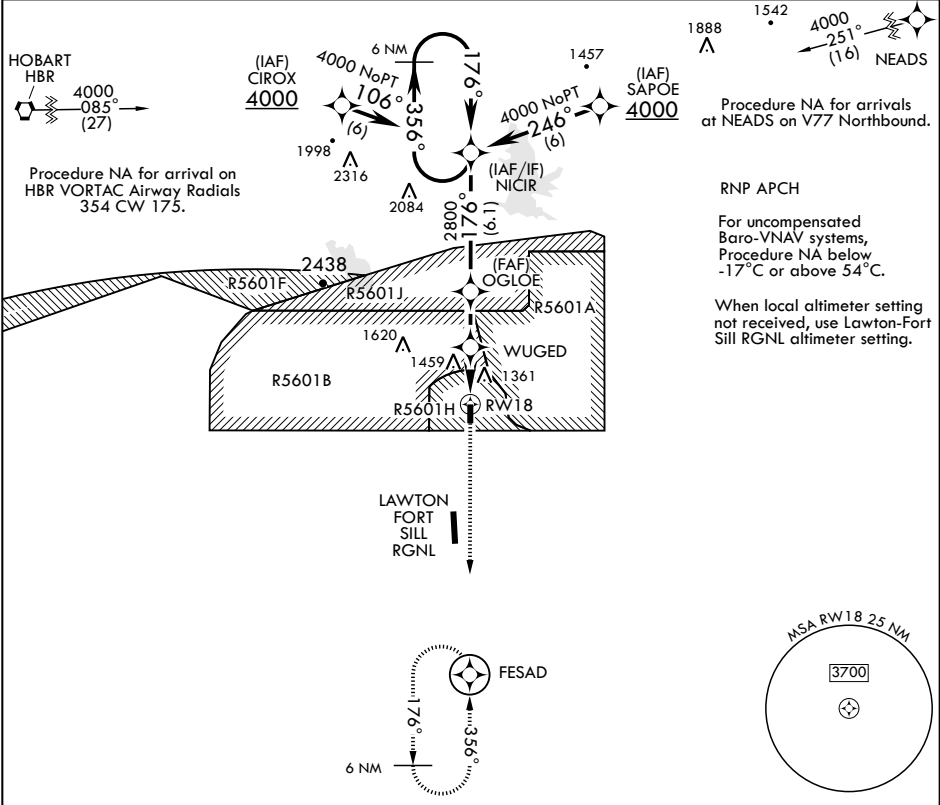 HOBART
HBR
4000
085°
(27)
Procedure NA for arrival on
HBR VORTAC Airway Radials
354 CW 175.
(IAF)
CIROX
4000
4000 NoPT
106°
(6)
6 NM
356°
176°
1457
4000 NoPT
246°
(6)
(IAF)
SAPOE
4000
1888
1542
4000
251°
(16)
NEADS
Procedure NA for arrivals
at NEADS on V77 Northbound.
1998
2316
2084
(IAF/IF)
NICIR
2800
176°
(6.1)
RNP APCH
For uncompensated
Baro-VNAV systems,
Procedure NA below
-17°C or above 54°C.
When local altimeter setting
not received, use Lawton-Fort
Sill RGNL altimeter setting.
2438
R5601F
R5601J
(FAF)
OGLOE
R5601A
1620
1459
WUGED
1361
R5601B
R5601H
RW18
LAWTON
FORT
SILL
RGNL
FESAD
176°
356°
6 NM
MSA RW18 25 NM
3700